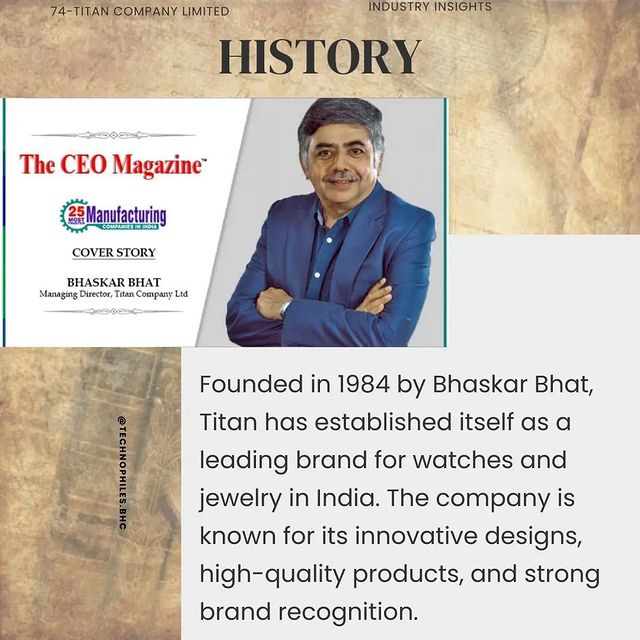 74-TITAN COMPANY LIMITED
INDUSTRY INSIGHTS
HISTORY
The CEO Magazine™
25 MOST TRUSTED Manufacturing
COMPANIES IN INDIA
COVER STORY
BHASKAR BHAT
Managing Director, Titan Company Ltd
@TECHNOPHILES.BHC
Founded in 1984 by Bhaskar Bhat,
Titan has established itself as a
leading brand for watches and
jewelry in India. The company is
known for its innovative designs,
high-quality products, and strong
brand recognition.